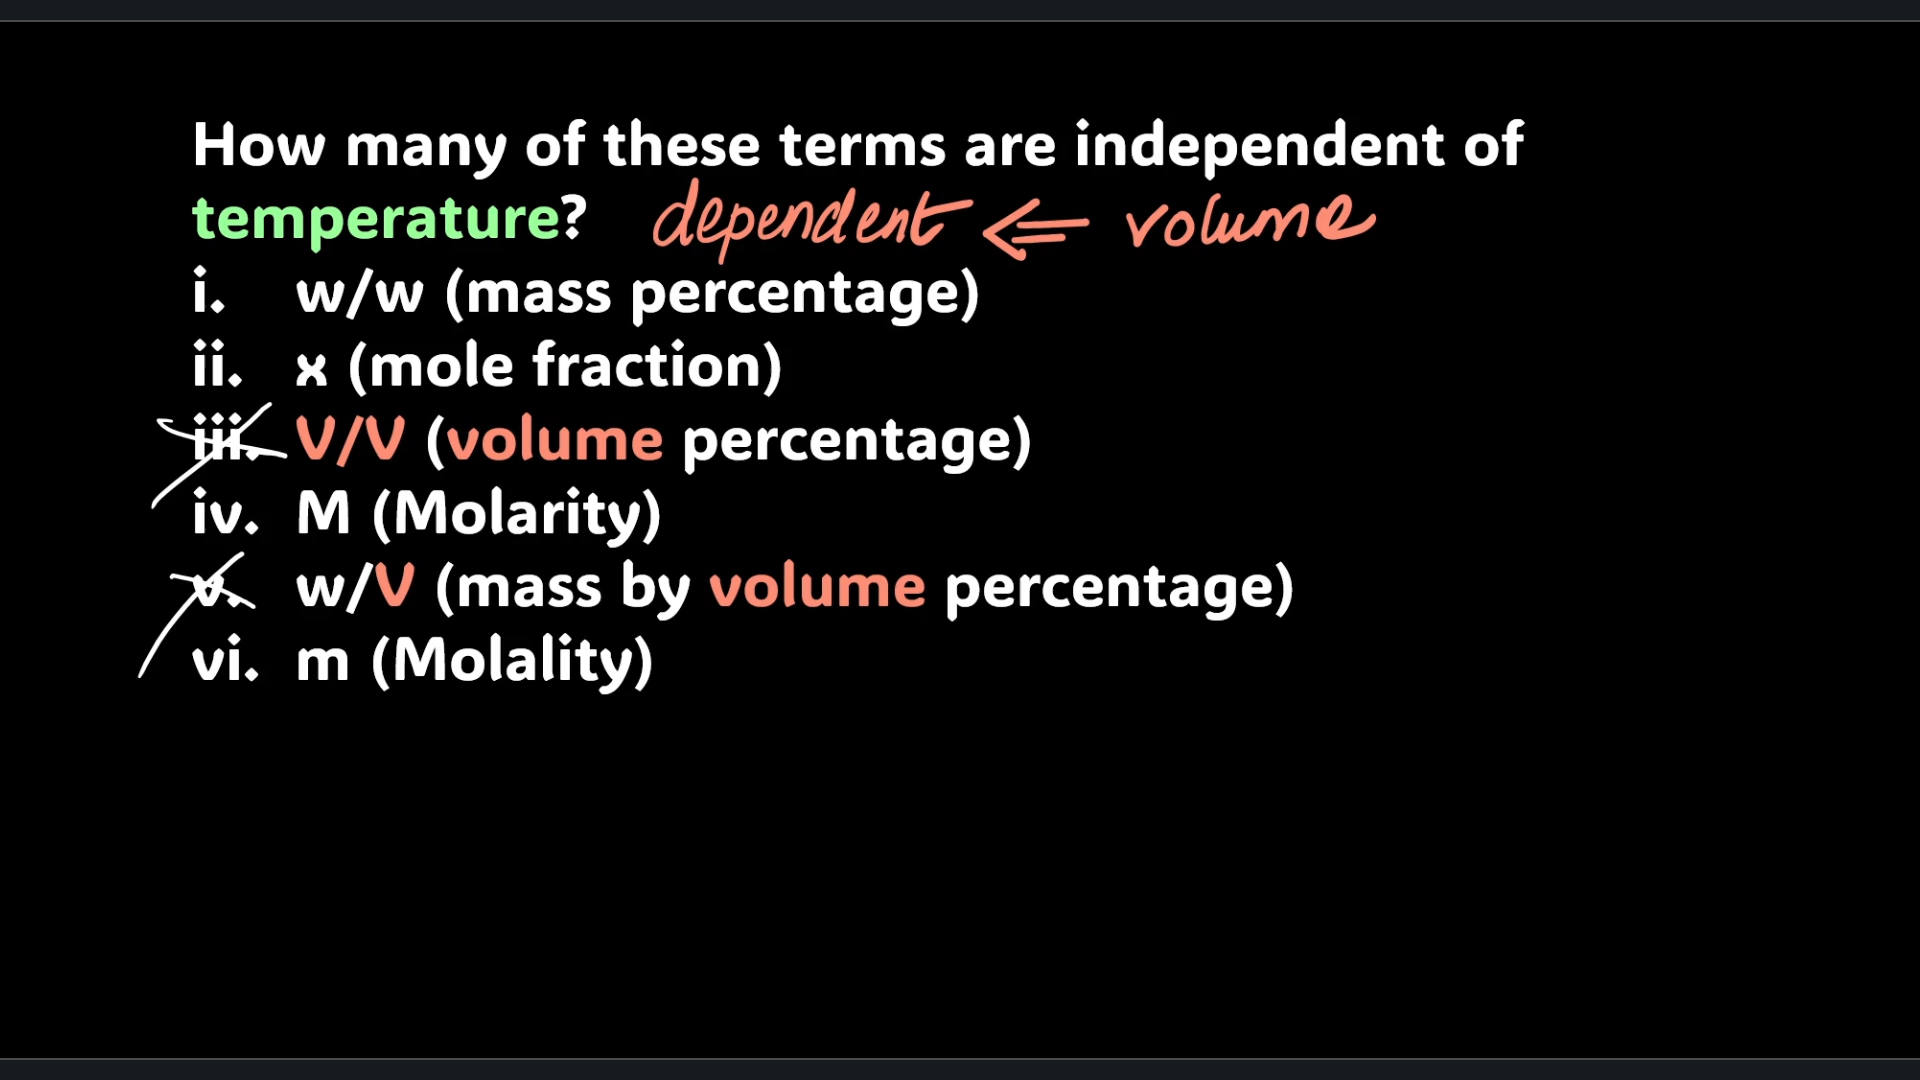 How many of these terms are independent of
temperature? dependent ⇐ volume
i. w/w (mass percentage)
ii. x (mole fraction)
iii. V/V (volume percentage)
iv. M (Molarity)
v. w/V (mass by volume percentage)
vi. m (Molality)